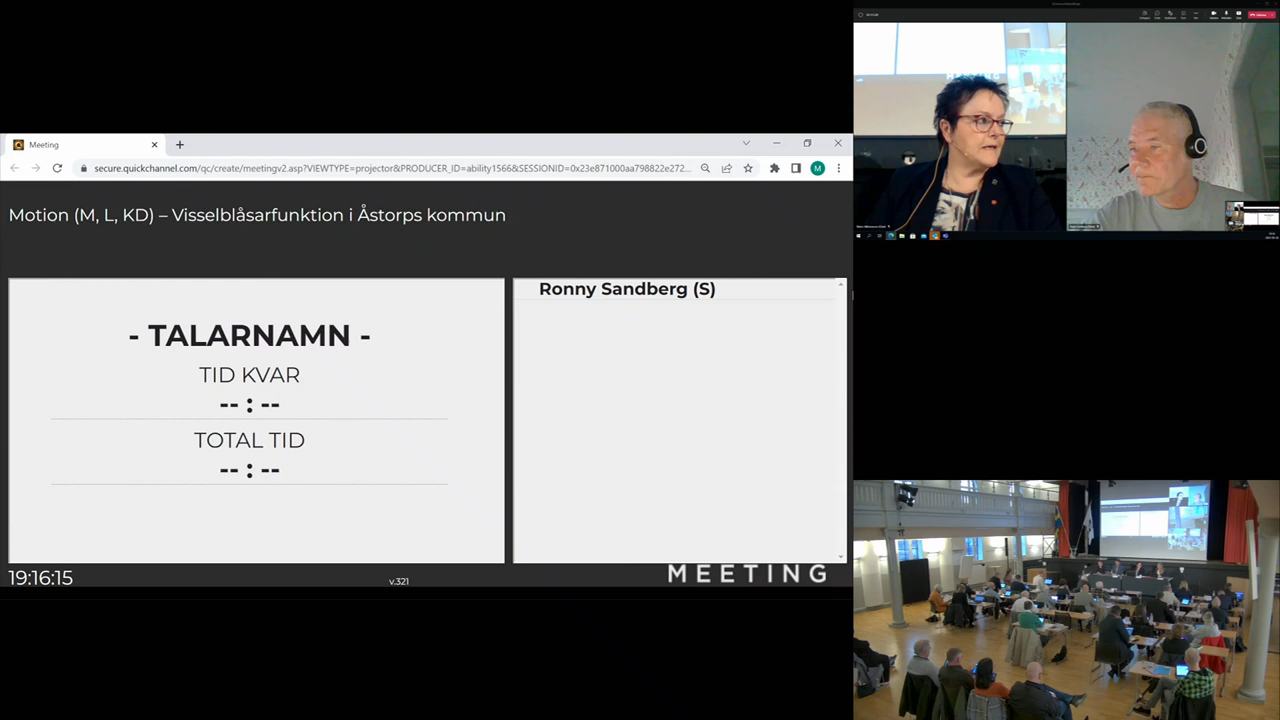 Meeting
secure.quickchannel.com/qc/create/meetingv2.asp?VIEWTYPE=projector&PRODUCER_ID=ability1566&SESSIONID=0x23e871000aa798822e272...
M
Motion (M, L, KD) – Visselblåsarfunktion i Åstorps kommun
- TALARNAMN -
TID KVAR
-- : --
TOTAL TID
-- : --
Ronny Sandberg (S)
19:16:15
v.321
MEETING
MEETING